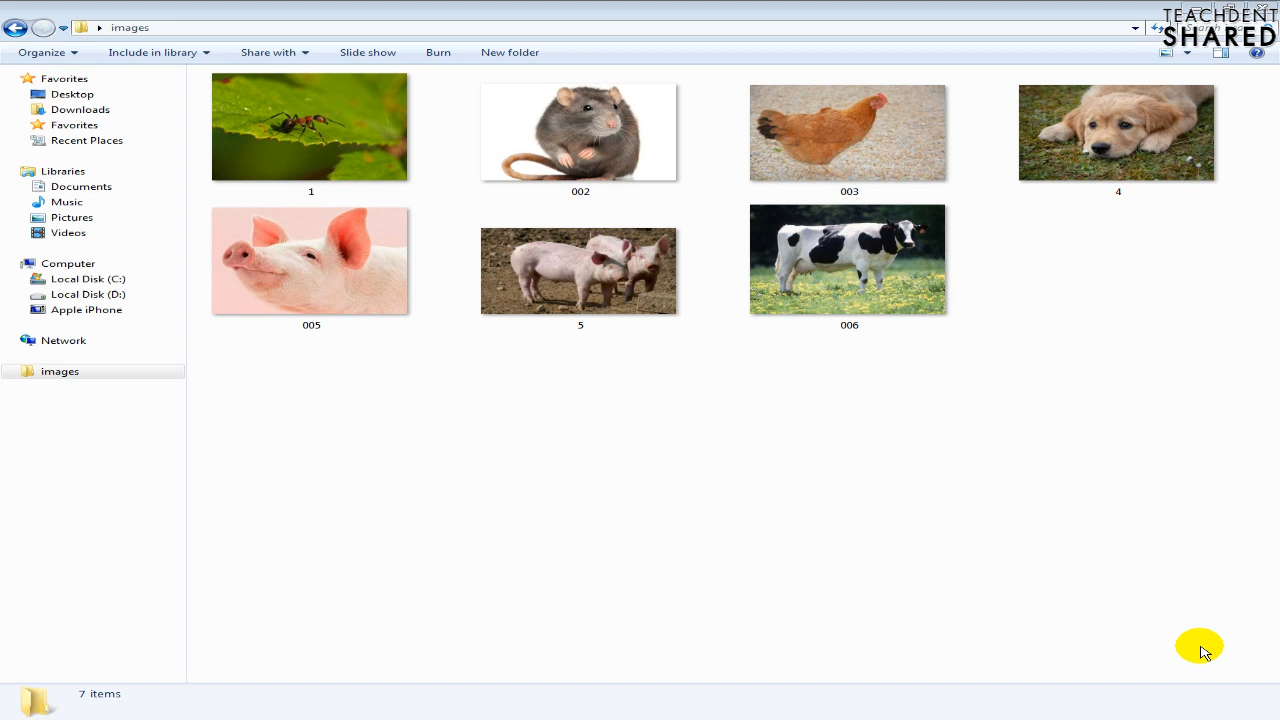 TEACHDENT
SHARED
images
Organize
Include in library
Share with
Slide show
Burn
New folder
Favorites
Desktop
Downloads
Favorites
Recent Places
Libraries
Documents
Music
Pictures
Videos
Computer
Local Disk (C:)
Local Disk (D:)
Apple iPhone
Network
images
1
002
003
4
005
5
006
7 items